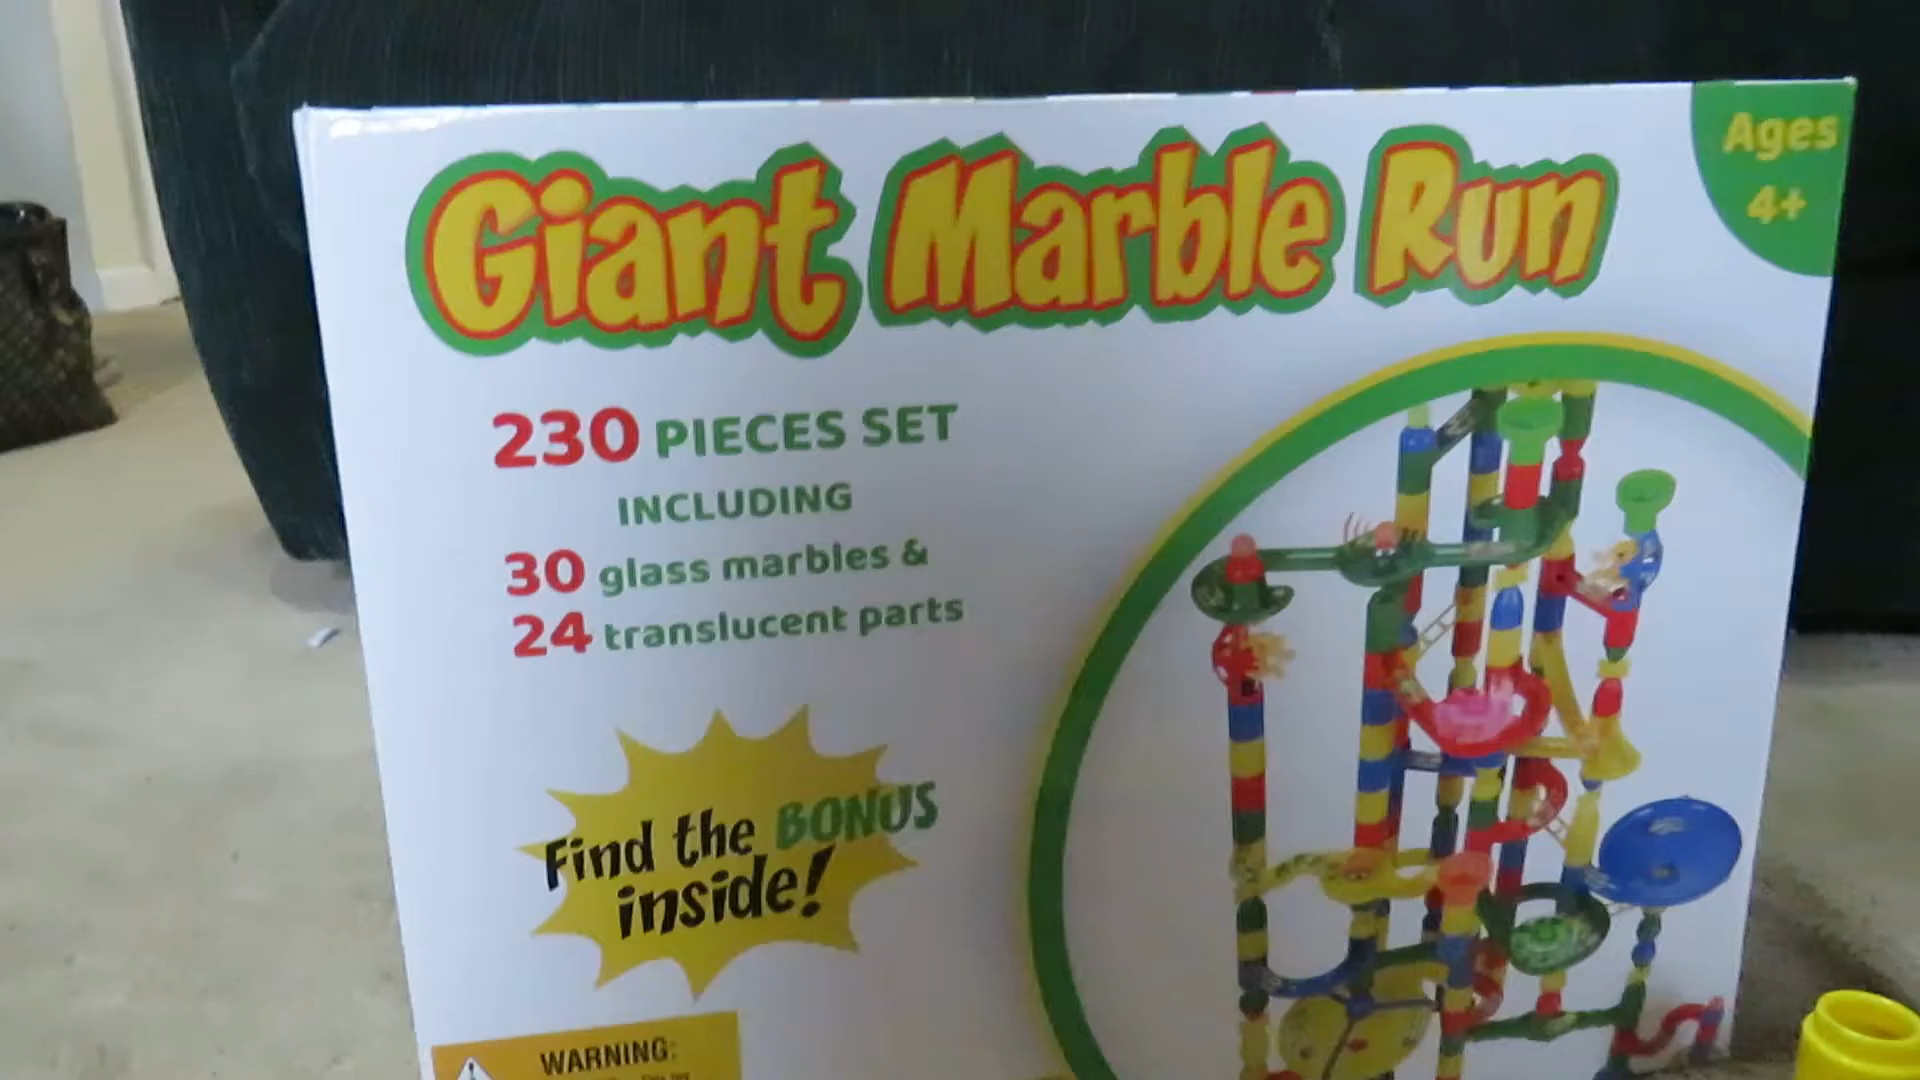 Giant Marble Run
Ages
4+
230 PIECES SET
INCLUDING
30 glass marbles &
24 translucent parts
Find the BONUS
inside!
WARNING: